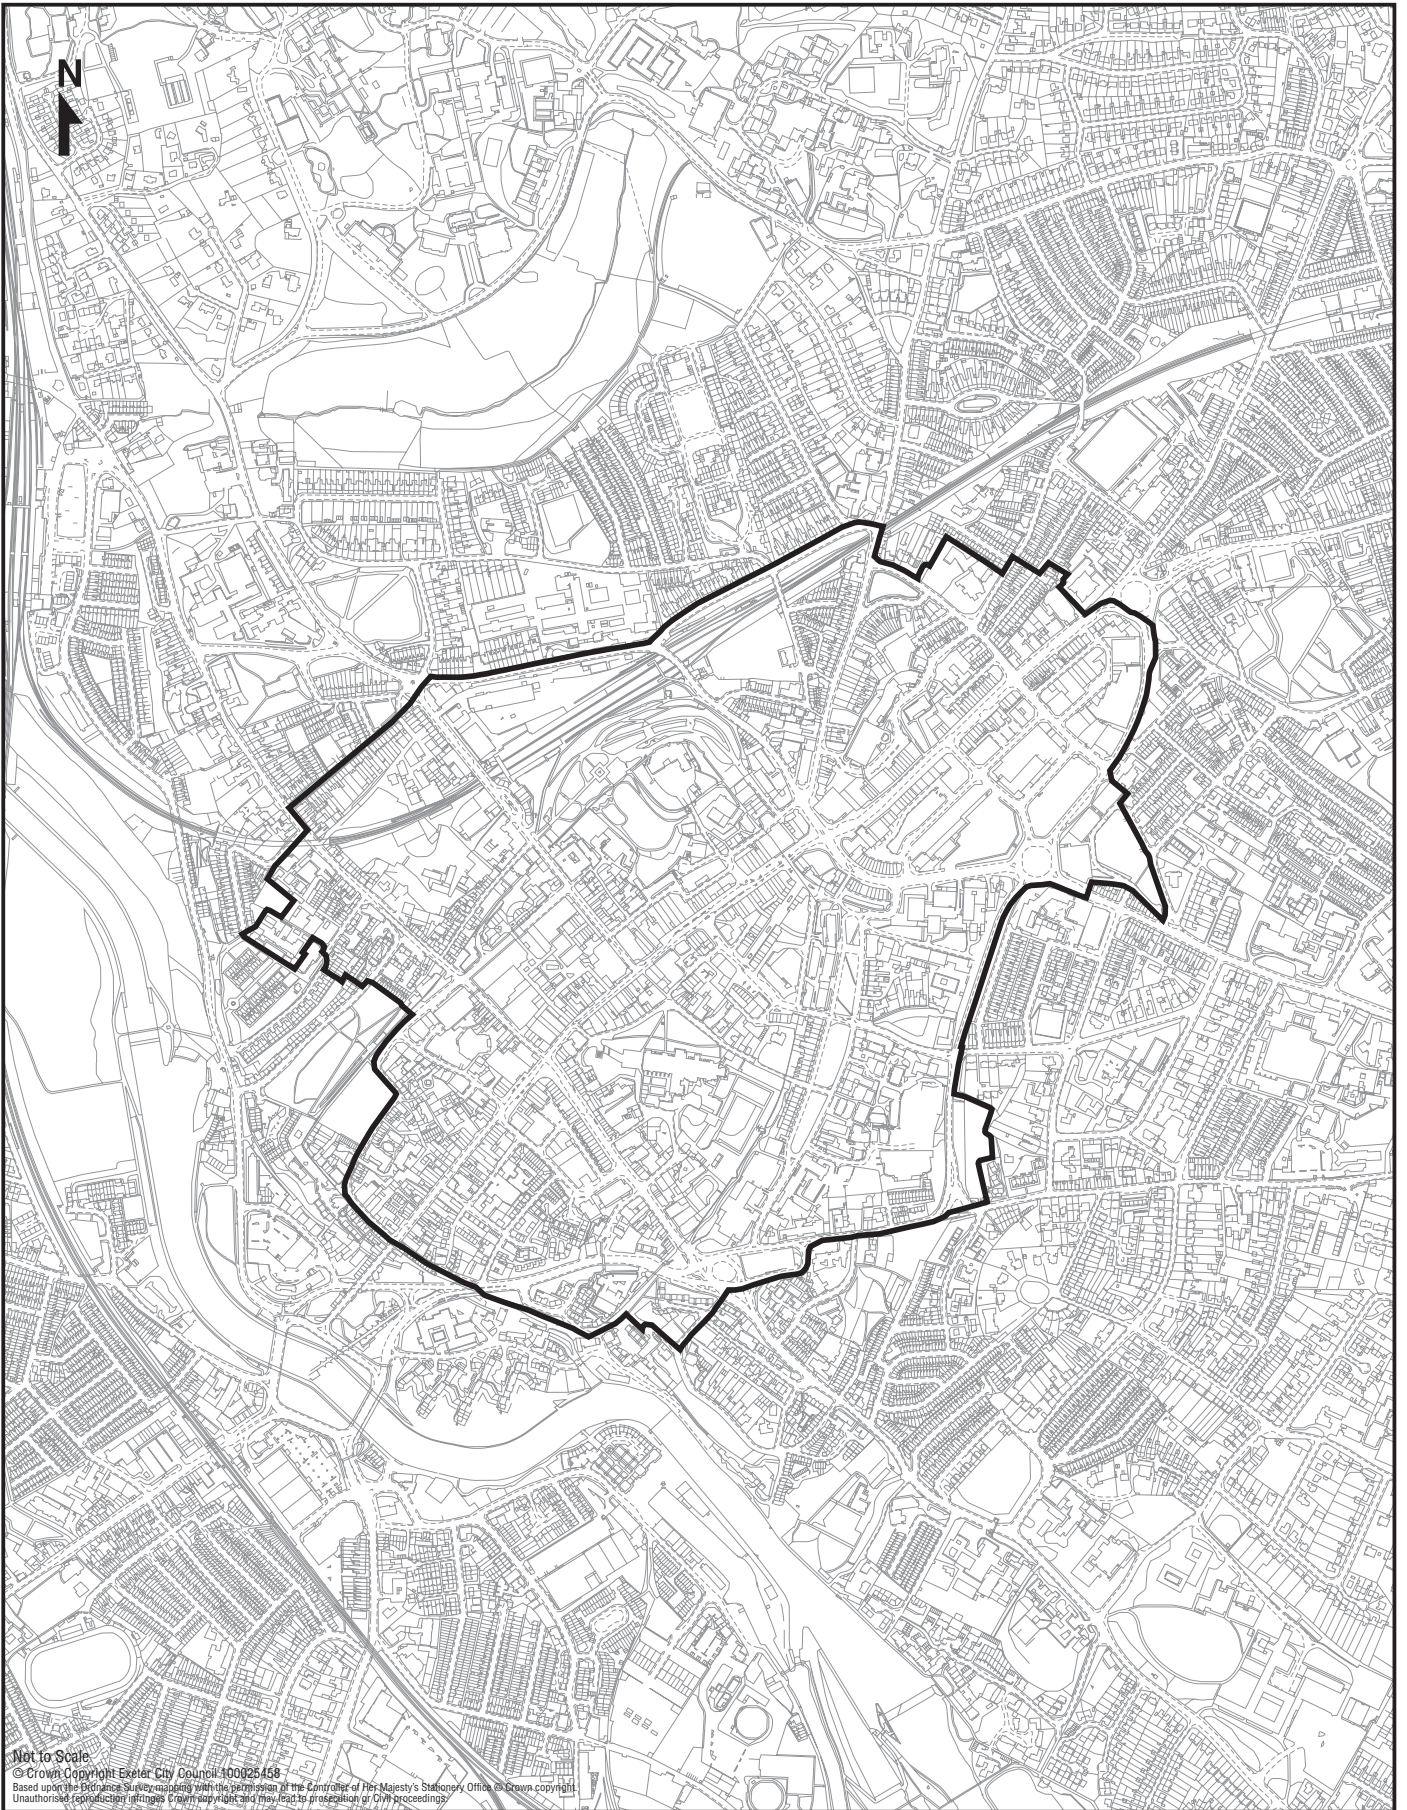 N
Not to Scale
© Crown Copyright Exeter City Council 100025458
Based upon the Ordnance Survey mapping with the permission of the Controller of Her Majesty's Stationery Office © Crown copyright.
Unauthorised reproduction infringes Crown copyright and may lead to prosecution or Civil proceedings.